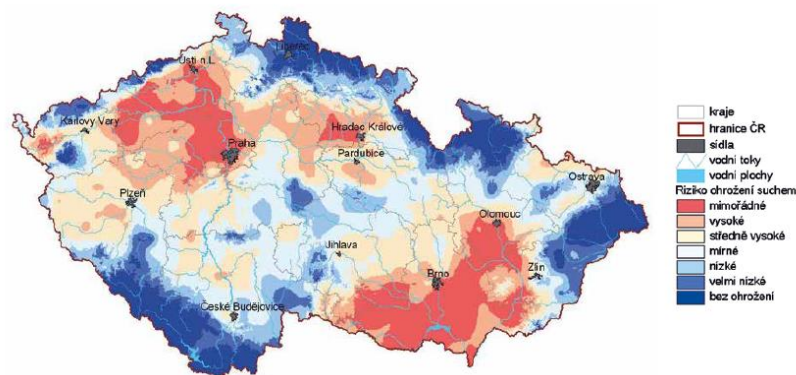 Liberec
Ústí n.L.
Karlovy Vary
Hradec Králové
Praha
Pardubice
Plzeň
Ostrava
Olomouc
Jihlava
Zlín
Brno
České Budějovice
kraje
hranice ČR
sídla
vodní toky
vodní plochy
Riziko ohrožení suchem
mimořádné
vysoké
středně vysoké
mírné
nízké
velmi nízké
bez ohrožení